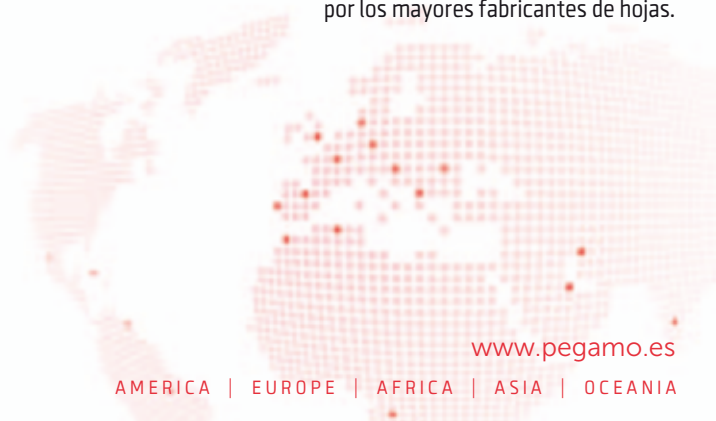 por los mayores fabricantes de hojas.
www.pegamo.es
AMERICA | EUROPE | AFRICA | ASIA | OCEANIA